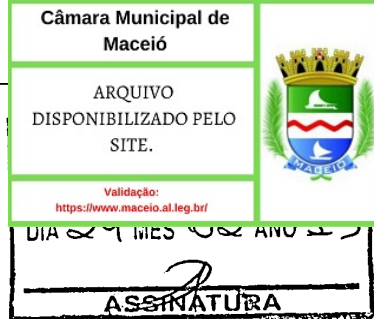 Câmara Municipal de
Maceió
ARQUIVO
DISPONIBILIZADO PELO
SITE.
Validação:
https://www.maceio.al.leg.br/
MACEIÓ
DIA MÊS ANO
ASSINATURA